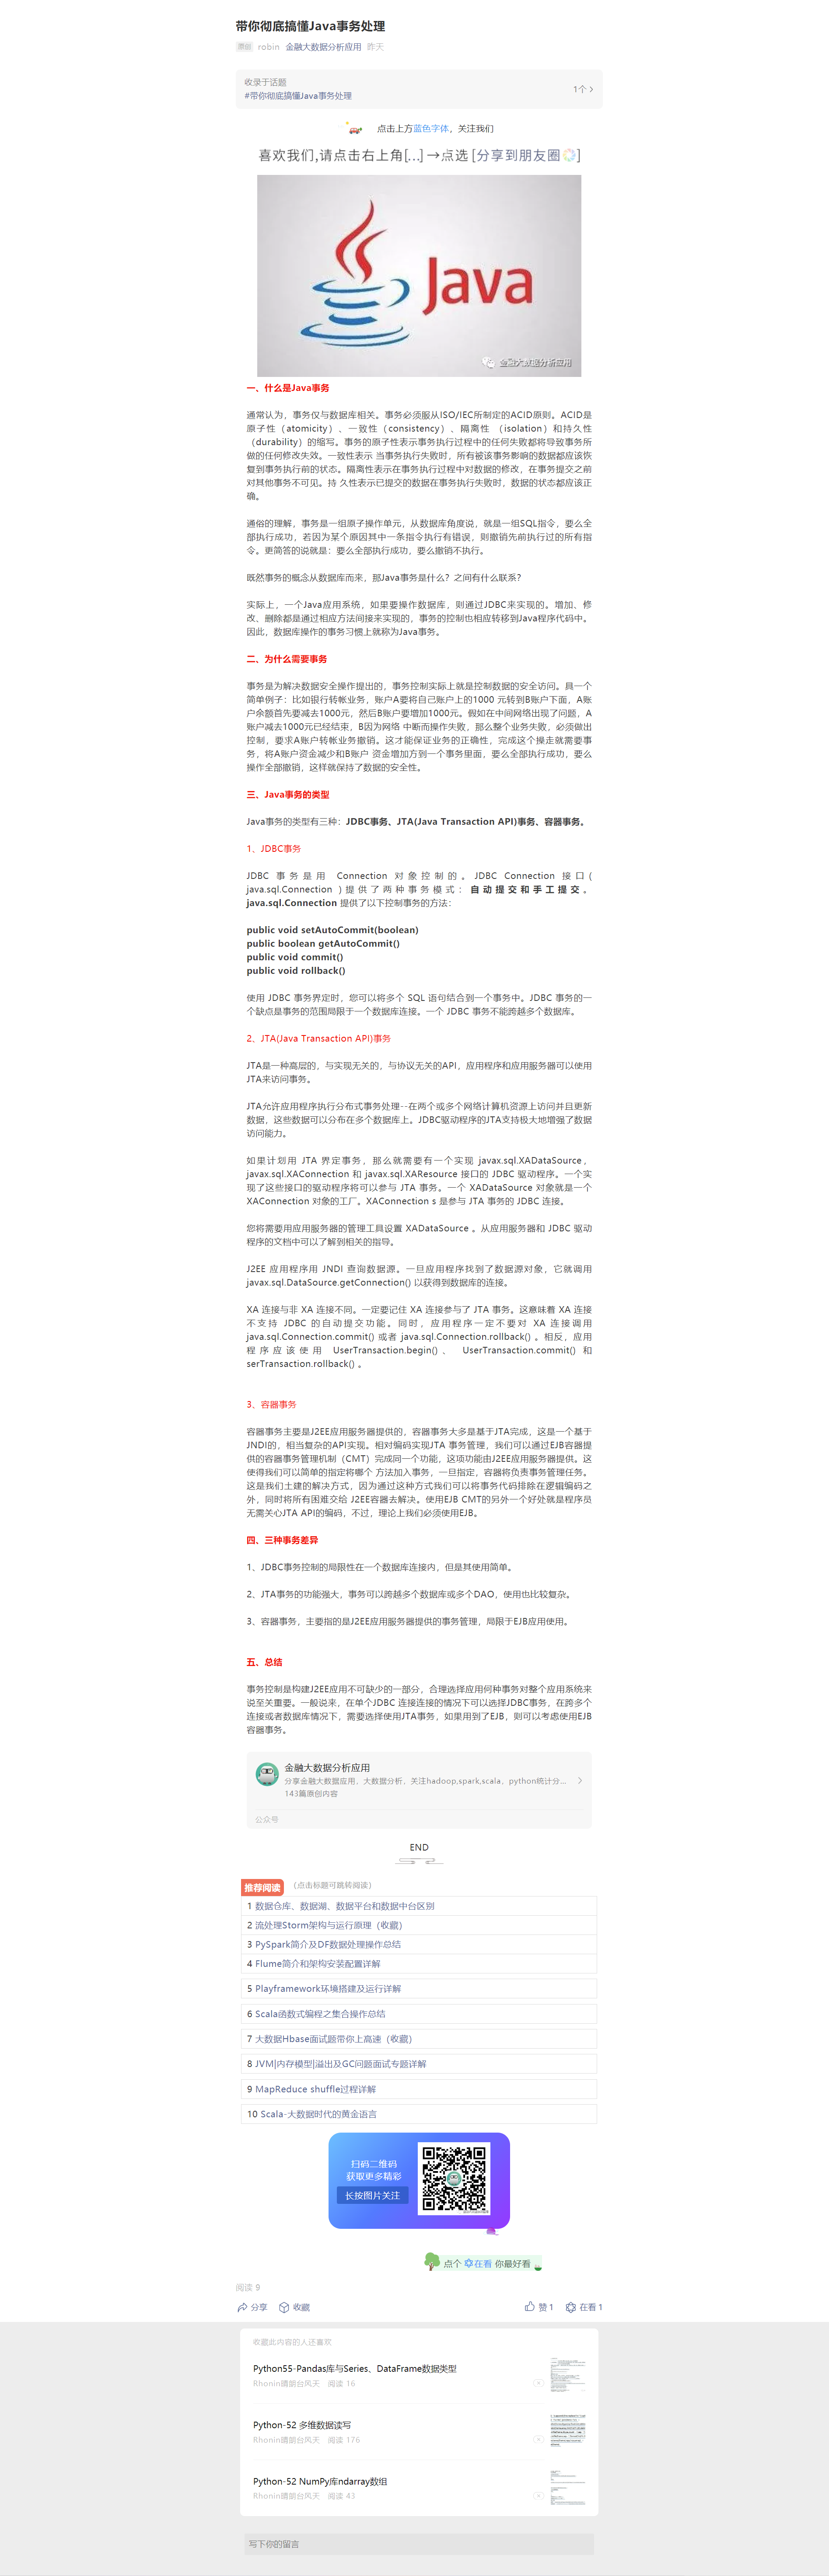 带你彻底搞懂Java事务处理
原创 robin 金融大数据分析应用 昨天
收录于话题
#带你彻底搞懂Java事务处理
1个
点击上方蓝色字体，关注我们
喜欢我们,请点击右上角[...]→点选 [分享到朋友圈]
Java
金融大数据分析应用
一、什么是Java事务
通常认为，事务仅与数据库相关。事务必须服从ISO/IEC所制定的ACID原则。ACID是
原子性（atomicity）、一致性（consistency）、隔离性 （isolation）和持久性
（durability）的缩写。事务的原子性表示事务执行过程中的任何失败都将导致事务所
做的任何修改失效。一致性表示 当事务执行失败时，所有被该事务影响的数据都应该恢
复到事务执行前的状态。隔离性表示在事务执行过程中对数据的修改，在事务提交之前
对其他事务不可见。持 久性表示已提交的数据在事务执行失败时，数据的状态都应该正
确。
通俗的理解，事务是一组原子操作单元，从数据库角度说，就是一组SQL指令，要么全
部执行成功，若因为某个原因其中一条指令执行有错误，则撤销先前执行过的所有指
令。更简答的说就是：要么全部执行成功，要么撤销不执行。
既然事务的概念从数据库而来，那Java事务是什么？之间有什么联系？
实际上，一个Java应用系统，如果要操作数据库，则通过JDBC来实现的。增加、修
改、删除都是通过相应方法间接来实现的，事务的控制也相应转移到Java程序代码中。
因此，数据库操作的事务习惯上就称为Java事务。
二、为什么需要事务
事务是为解决数据安全操作提出的，事务控制实际上就是控制数据的安全访问。具一个
简单例子：比如银行转帐业务，账户A要将自己账户上的1000 元转到B账户下面，A账
户余额首先要减去1000元，然后B账户要增加1000元。假如在中间网络出现了问题，A
账户减去1000元已经结束，B因为网络 中断而操作失败，那么整个业务失败，必须做出
控制，要求A账户转帐业务撤销。这才能保证业务的正确性，完成这个操走就需要事
务，将A账户资金减少和B账户 资金增加方到一个事务里面，要么全部执行成功，要么
操作全部撤销，这样就保持了数据的安全性。
三、Java事务的类型
Java事务的类型有三种：JDBC事务、JTA(Java Transaction API)事务、容器事务。
1、JDBC事务
JDBC 事务是用 Connection 对象控制的。JDBC Connection 接口(
java.sql.Connection )提供了两种事务模式：自动提交和手工提交。
java.sql.Connection 提供了以下控制事务的方法：
public void setAutoCommit(boolean)
public boolean getAutoCommit()
public void commit()
public void rollback()
使用 JDBC 事务界定时，您可以将多个 SQL 语句结合到一个事务中。JDBC 事务的一
个缺点是事务的范围局限于一个数据库连接。一个 JDBC 事务不能跨越多个数据库。
2、JTA(Java Transaction API)事务
JTA是一种高层的，与实现无关的，与协议无关的API，应用程序和应用服务器可以使用
JTA来访问事务。
JTA允许应用程序执行分布式事务处理--在两个或多个网络计算机资源上访问并且更新
数据，这些数据可以分布在多个数据库上。JDBC驱动程序的JTA支持极大地增强了数据
访问能力。
如果计划用 JTA 界定事务，那么就需要有一个实现 javax.sql.XADataSource，
javax.sql.XAConnection 和 javax.sql.XAResource 接口的 JDBC 驱动程序。一个实
现了这些接口的驱动程序将可以参与 JTA 事务。一个 XADataSource 对象就是一个
XAConnection 对象的工厂。XAConnection s 是参与 JTA 事务的 JDBC 连接。
您将需要用应用服务器的管理工具设置 XADataSource 。从应用服务器和 JDBC 驱动
程序的文档中可以了解到相关的指导。
J2EE 应用程序用 JNDI 查询数据源。一旦应用程序找到了数据源对象，它就调用
javax.sql.DataSource.getConnection() 以获得到数据库的连接。
XA 连接与非 XA 连接不同。一定要记住 XA 连接参与了 JTA 事务。这意味着 XA 连接
不支持 JDBC 的自动提交功能。同时，应用程序一定不要对 XA 连接调用
java.sql.Connection.commit() 或者 java.sql.Connection.rollback() 。相反，应用
程序应该使用 UserTransaction.begin()、 UserTransaction.commit() 和
serTransaction.rollback() 。
3、容器事务
容器事务主要是J2EE应用服务器提供的，容器事务大多是基于JTA完成，这是一个基于
JNDI的，相当复杂的API实现。相对编码实现JTA 事务管理，我们可以通过EJB容器提
供的容器事务管理机制（CMT）完成同一个功能，这项功能由J2EE应用服务器提供。这
使得我们可以简单的指定将哪个 方法加入事务，一旦指定，容器将负责事务管理任务。
这是我们土建的解决方式，因为通过这种方式我们可以将事务代码排除在逻辑编码之
外，同时将所有困难交给 J2EE容器去解决。使用EJB CMT的另外一个好处就是程序员
无需关心JTA API的编码，不过，理论上我们必须使用EJB。
四、三种事务差异
1、JDBC事务控制的局限性在一个数据库连接内，但是其使用简单。
2、JTA事务的功能强大，事务可以跨越多个数据库或多个DAO，使用也比较复杂。
3、容器事务，主要指的是J2EE应用服务器提供的事务管理，局限于EJB应用使用。
五、总结
事务控制是构建J2EE应用不可缺少的一部分，合理选择应用何种事务对整个应用系统来
说至关重要。一般说来，在单个JDBC 连接连接的情况下可以选择JDBC事务，在跨多个
连接或者数据库情况下，需要选择使用JTA事务，如果用到了EJB，则可以考虑使用EJB
容器事务。
金融大数据分析应用
分享金融大数据应用，大数据分析，关注hadoop,spark,scala，python统计分...
143篇原创内容
公众号
END
推荐阅读
（点击标题可跳转阅读）
1 数据仓库、数据湖、数据平台和数据中台区别
2 流处理Storm架构与运行原理（收藏）
3 PySpark简介及DF数据处理操作总结
4 Flume简介和架构安装配置详解
5 Playframework环境搭建及运行详解
6 Scala函数式编程之集合操作总结
7 大数据Hbase面试题带你上高速（收藏）
8 JVM|内存模型|溢出及GC问题面试专题详解
9 MapReduce shuffle过程详解
10 Scala-大数据时代的黄金语言
扫码二维码
获取更多精彩
长按图片关注
点个 在看 你最好看
阅读 9
分享 收藏 赞 1 在看 1
收藏此内容的人还喜欢
Python55-Pandas库与Series、DataFrame数据类型
阅读 16
Python-52 多维数据读写
阅读 176
Python-52 NumPy库ndarray数组
阅读 43
写下你的留言